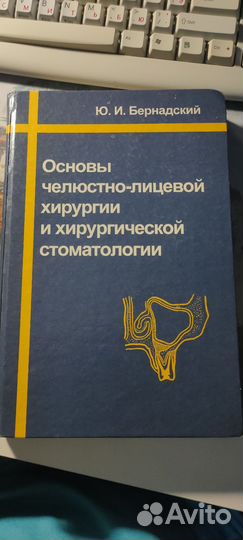 Ю. И. Бернадский
Основы
челюстно-лицевой
хирургии
и хирургической
стоматологии
Avito